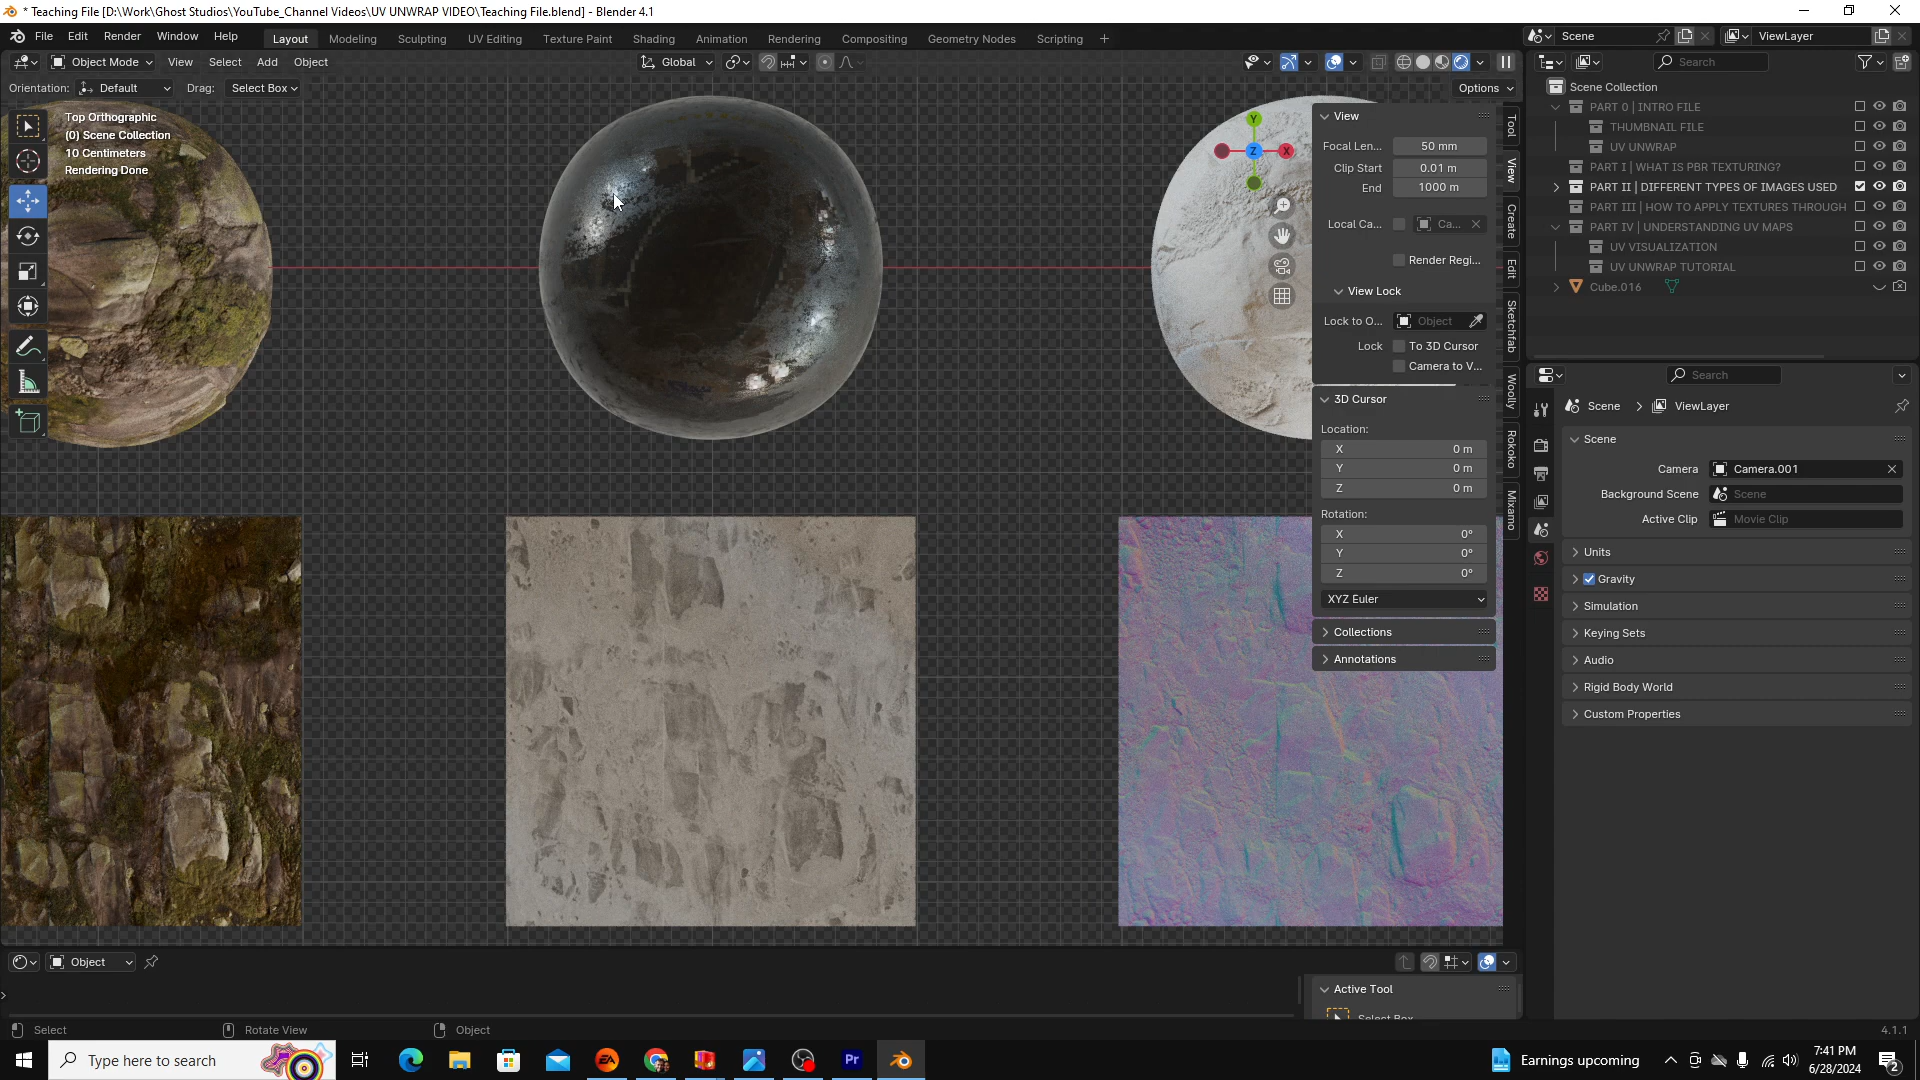 * Teaching File [D:\Work\Ghost Studios\YouTube_Channel Videos\UV UNWRAP VIDEO\Teaching File.blend] - Blender 4.1
File Edit Render Window Help Layout Modeling Sculpting UV Editing Texture Paint Shading Animation Rendering Compositing Geometry Nodes Scripting + Scene ViewLayer
Object Mode View Select Add Object Global Search
Orientation: Default Drag: Select Box Options
Scene Collection
PART 0 | INTRO FILE
THUMBNAIL FILE
UV UNWRAP
PART I | WHAT IS PBR TEXTURING?
PART II | DIFFERENT TYPES OF IMAGES USED
PART III | HOW TO APPLY TEXTURES THROUGH
PART IV | UNDERSTANDING UV MAPS
UV VISUALIZATION
UV UNWRAP TUTORIAL
Cube.016
Top Orthographic
(0) Scene Collection
10 Centimeters
Rendering Done
Y
Z
X
View
Focal Len... 50 mm
Clip Start 0.01 m
End 1000 m
Local Ca... Ca...
Render Regi...
View Lock
Lock to O... Object
Lock To 3D Cursor
Camera to V...
3D Cursor
Location:
X 0 m
Y 0 m
Z 0 m
Rotation:
X 0°
Y 0°
Z 0°
XYZ Euler
Collections
Annotations
Tool
View
Create
Edit
Sketchfab
Woolly
Rokoko
Mixamo
Search
Scene ViewLayer
Scene
Camera Camera.001
Background Scene Scene
Active Clip Movie Clip
Units
Gravity
Simulation
Keying Sets
Audio
Rigid Body World
Custom Properties
Object
Active Tool
Select Box
Select Rotate View Object 4.1.1
Type here to search
EA
Pr
Earnings upcoming
7:41 PM
6/28/2024
2